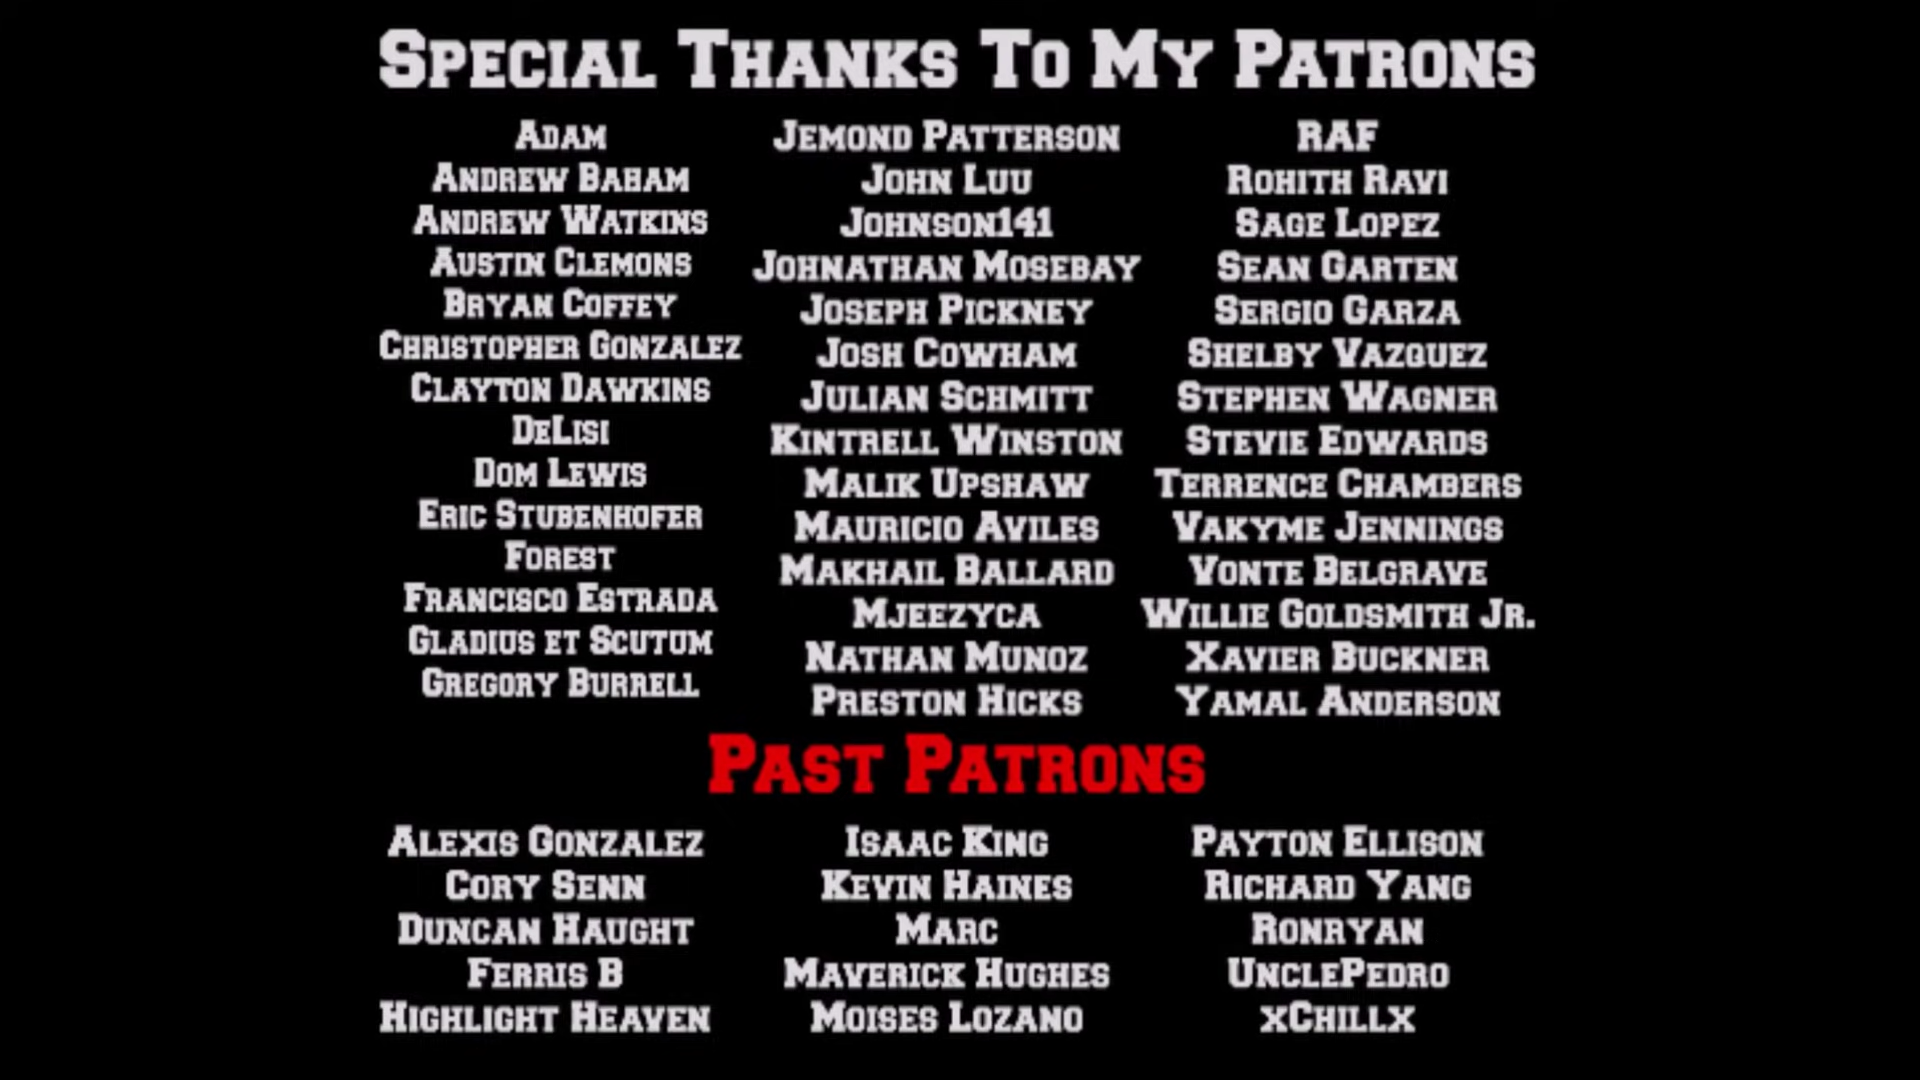 Special Thanks To My Patrons
Adam
Andrew Baham
Andrew Watkins
Austin Clemons
Bryan Coffey
Christopher Gonzalez
Clayton Dawkins
DeLisi
Dom Lewis
Eric Stubenhofer
Forest
Francisco Estrada
Gladius et Scutum
Gregory Burrell
Jemond Patterson
John Luu
Johnson141
Johnathan Mosebay
Joseph Pickney
Josh Cowham
Julian Schmitt
Kintrell Winston
Malik Upshaw
Mauricio Aviles
Makhail Ballard
Mjeezyca
Nathan Munoz
Preston Hicks
RAF
Rohith Ravi
Sage Lopez
Sean Garten
Sergio Garza
Shelby Vazquez
Stephen Wagner
Stevie Edwards
Terrence Chambers
Vakyme Jennings
Vonte Belgrave
Willie Goldsmith Jr.
Xavier Buckner
Yamal Anderson
Past Patrons
Alexis Gonzalez
Cory Senn
Duncan Haught
Ferris B
Highlight Heaven
Isaac King
Kevin Haines
Marc
Maverick Hughes
Moises Lozano
Payton Ellison
Richard Yang
Ronryan
UnclePedro
xChillx